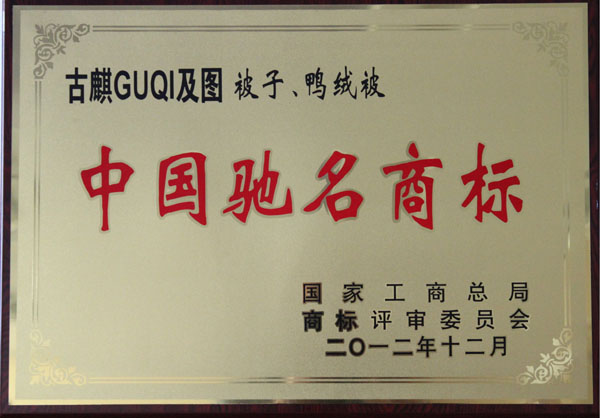 古麒GUQI及图 被子、鸭绒被
中国驰名商标
国家工商总局
商标评审委员会
二〇一二年十二月